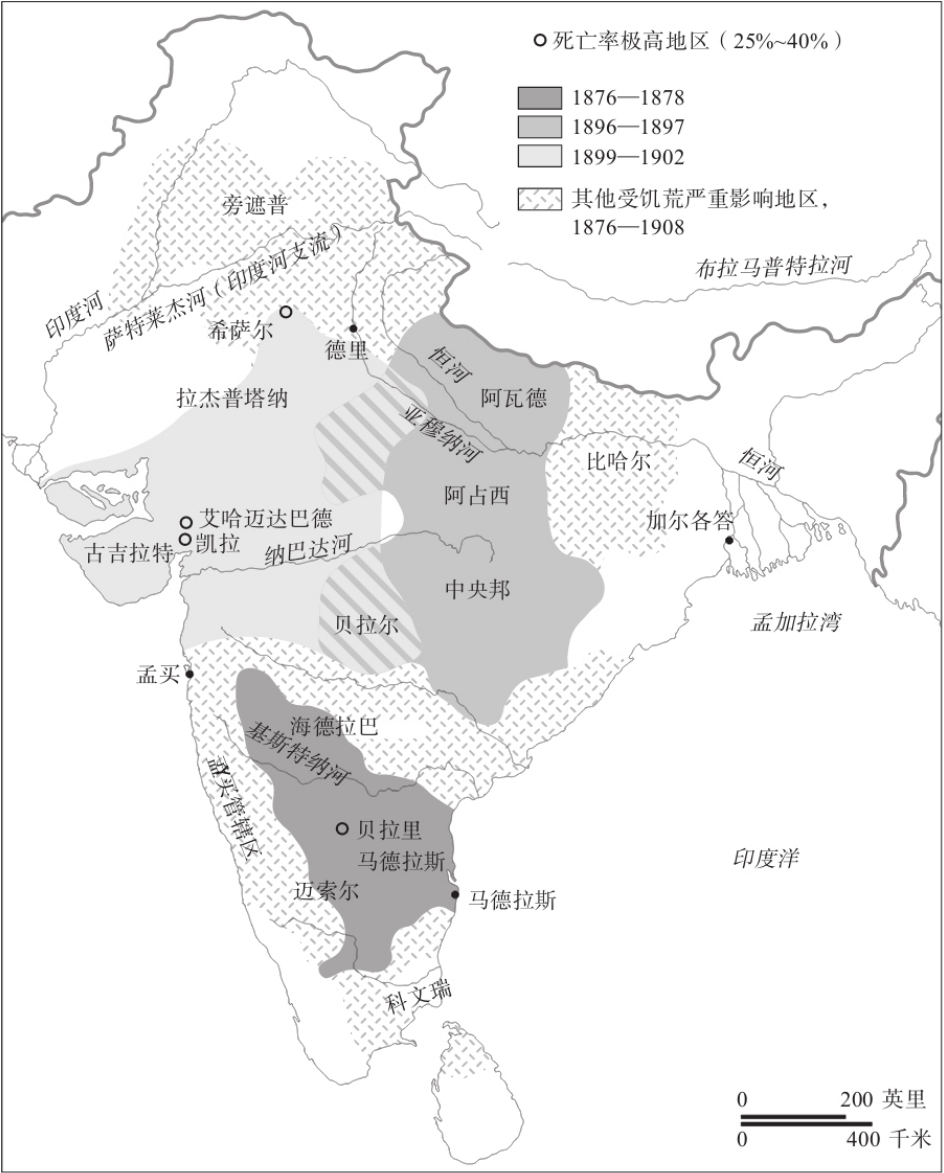 死亡率极高地区（25%~40%）
1876—1878
1896—1897
1899—1902
其他受饥荒严重影响地区，
1876—1908
旁遮普
布拉马普特拉河
印度河
萨特莱杰河（印度河支流）
希萨尔
德里
恒河
拉杰普塔纳
阿瓦德
亚穆纳河
比哈尔
恒河
阿占西
艾哈迈达巴德
加尔各答
凯拉
古吉拉特
纳巴达河
中央邦
贝拉尔
孟加拉湾
孟买
海德拉巴
基斯特纳河
孟买管辖区
贝拉里
马德拉斯
印度洋
迈索尔
马德拉斯
科文瑞
0 200 英里
0 400 千米